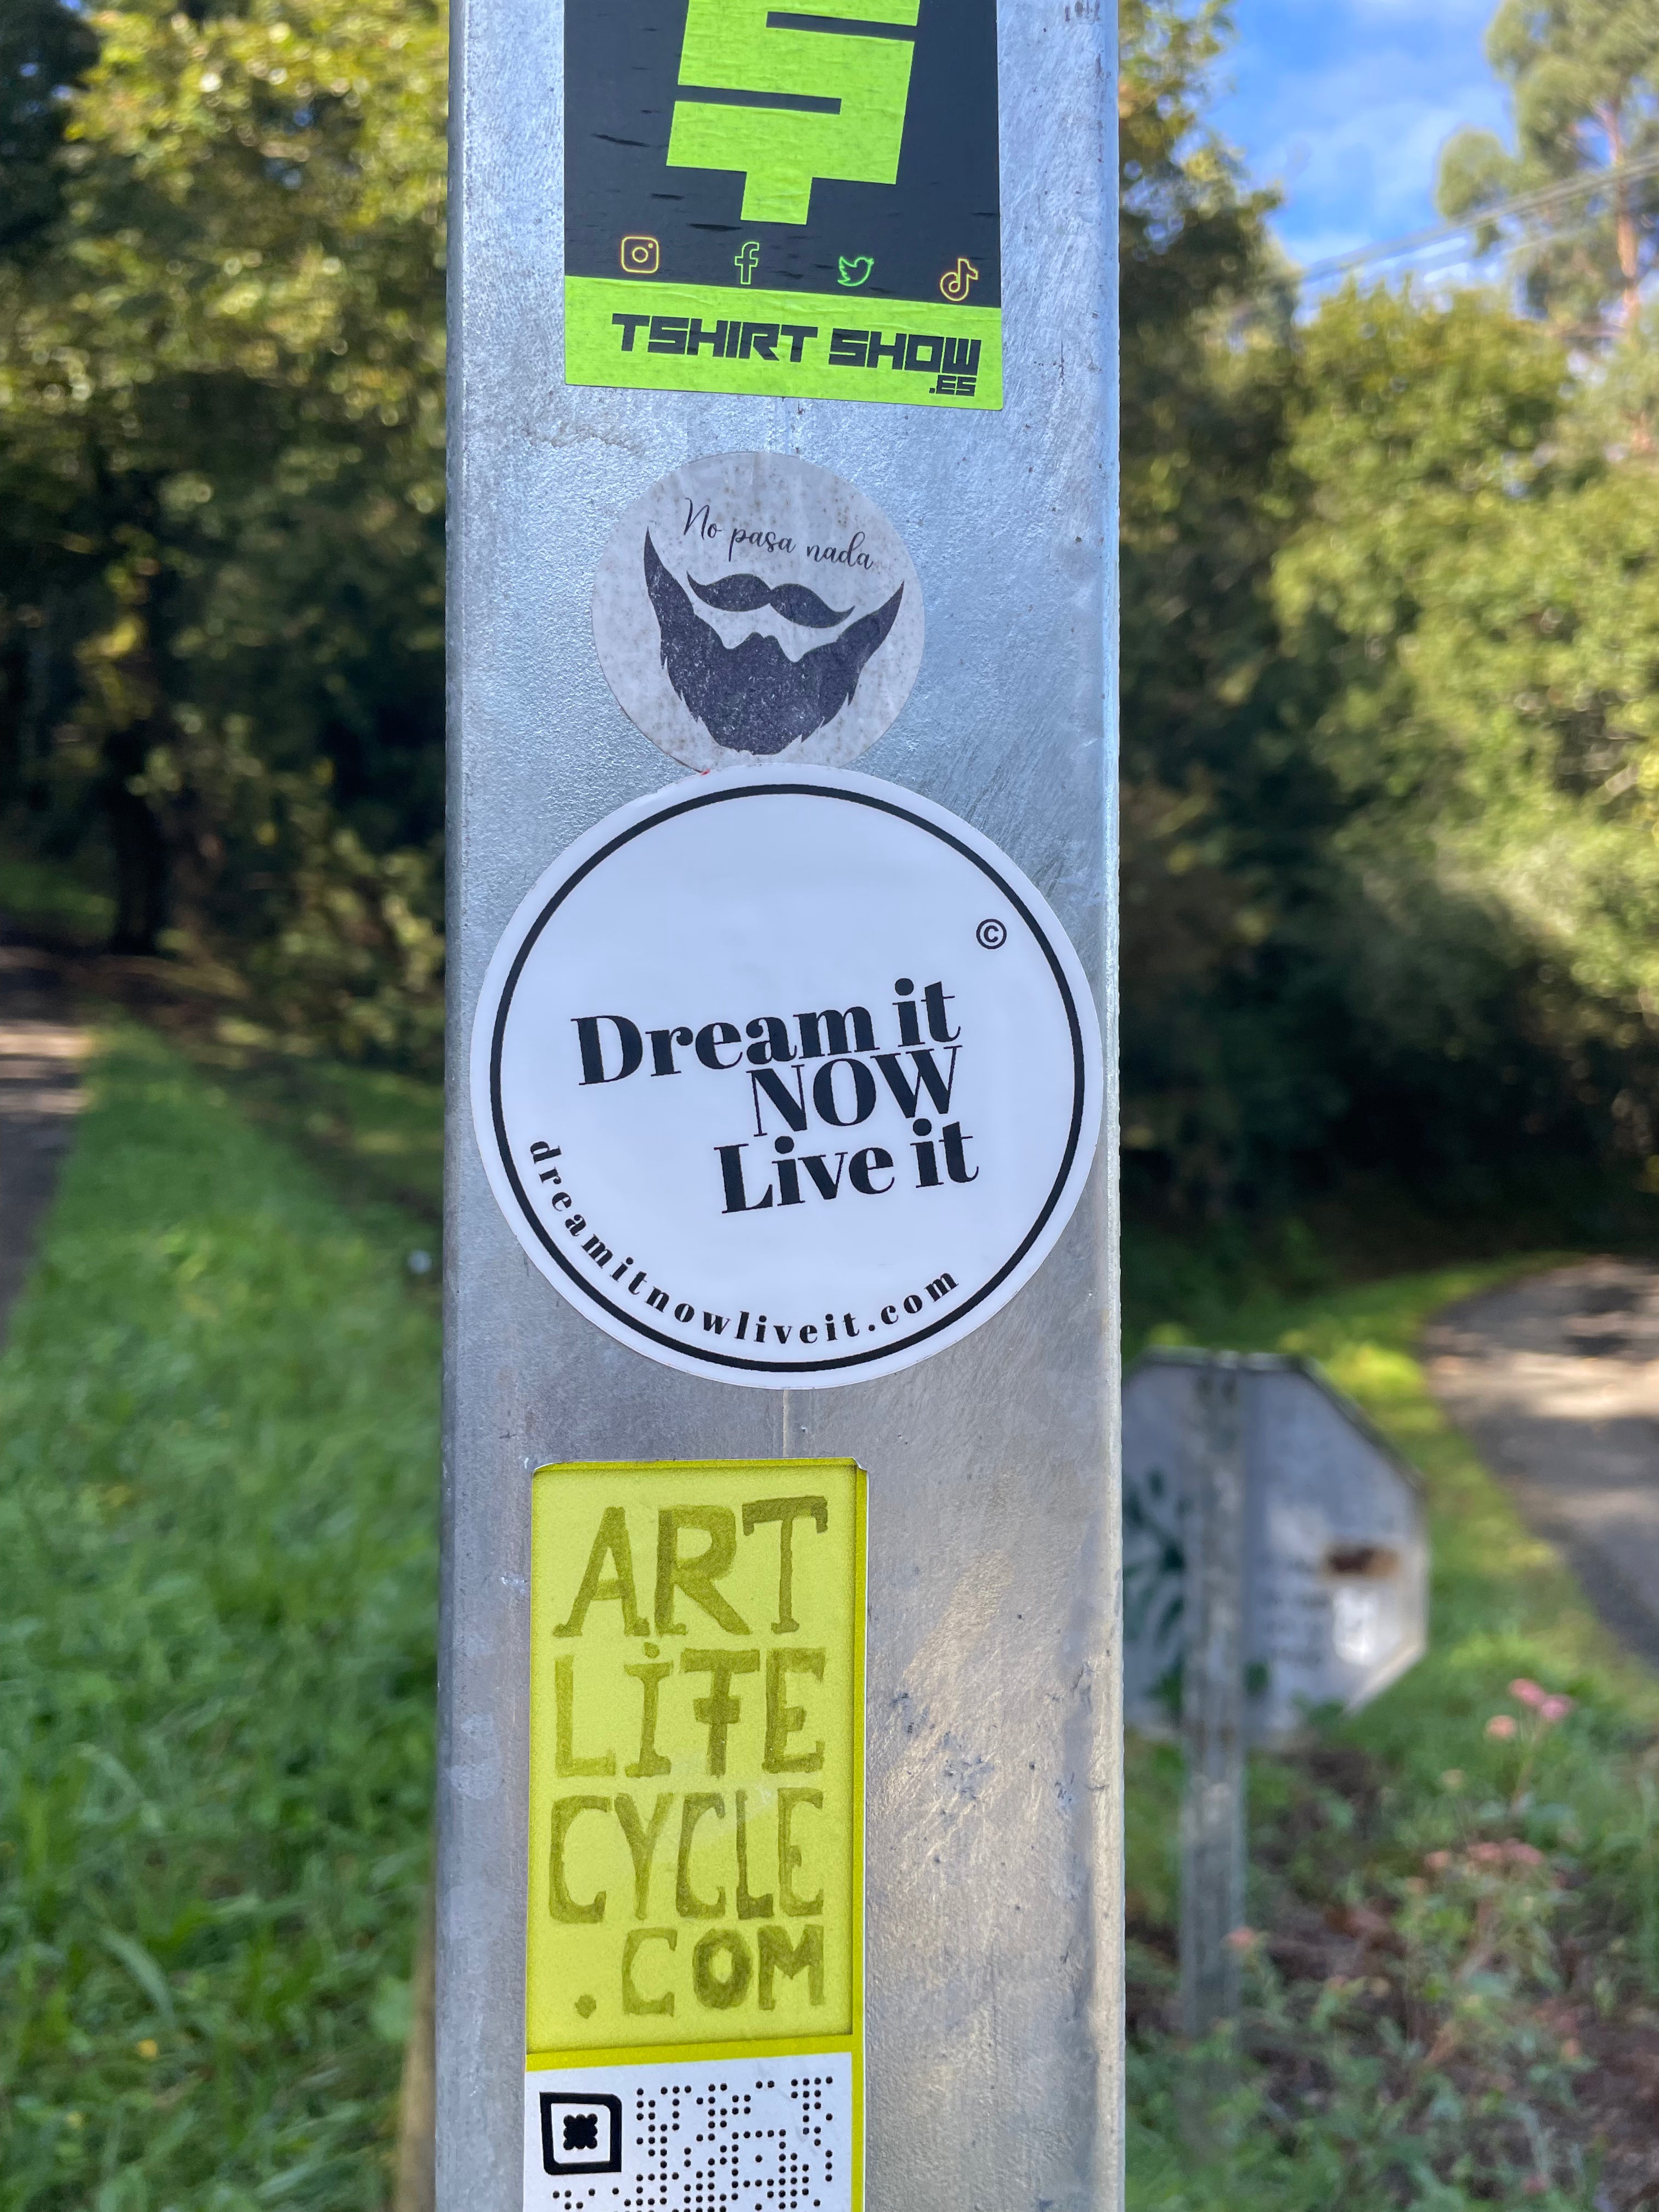 TSHIRT SHOW
.ES
No pasa nada
©
Dream it
NOW
Live it
dreamitnowliveit.com
ART
LiFE
CYCLE
.COM